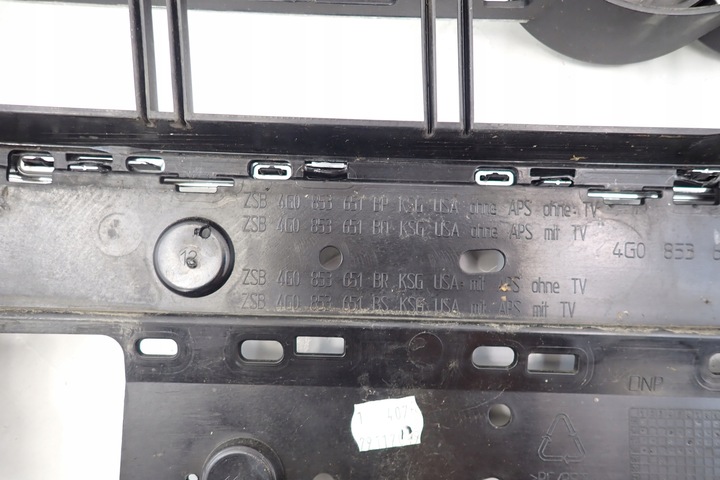 ZSB 4G0 853 651 BP KSG USA ohne APS ohne TV
ZSB 4G0 853 651 BQ KSG USA ohne APS mit TV
4G0 853
13
ZSB 4G0 853 651 BR KSG USA mit APS ohne TV
ZSB 4G0 853 651 BS KSG USA mit APS mit TV
DNP